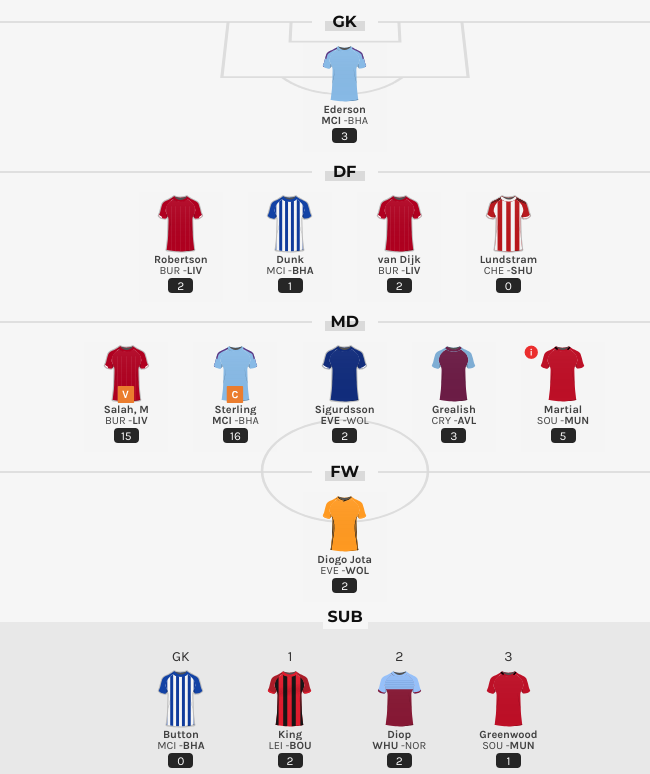 GK
Ederson
MCI -BHA
3
DF
Robertson Dunk van Dijk Lundstram
BUR -LIV MCI -BHA BUR -LIV CHE -SHU
2 1 2 0
MD
i
V C
Salah, M Sterling Sigurdsson Grealish Martial
BUR -LIV MCI -BHA EVE -WOL CRY -AVL SOU -MUN
15 16 2 3 5
FW
Diogo Jota
EVE -WOL
2
SUB
GK 1 2 3
Button King Diop Greenwood
MCI -BHA LEI -BOU WHU -NOR SOU -MUN
0 2 2 1